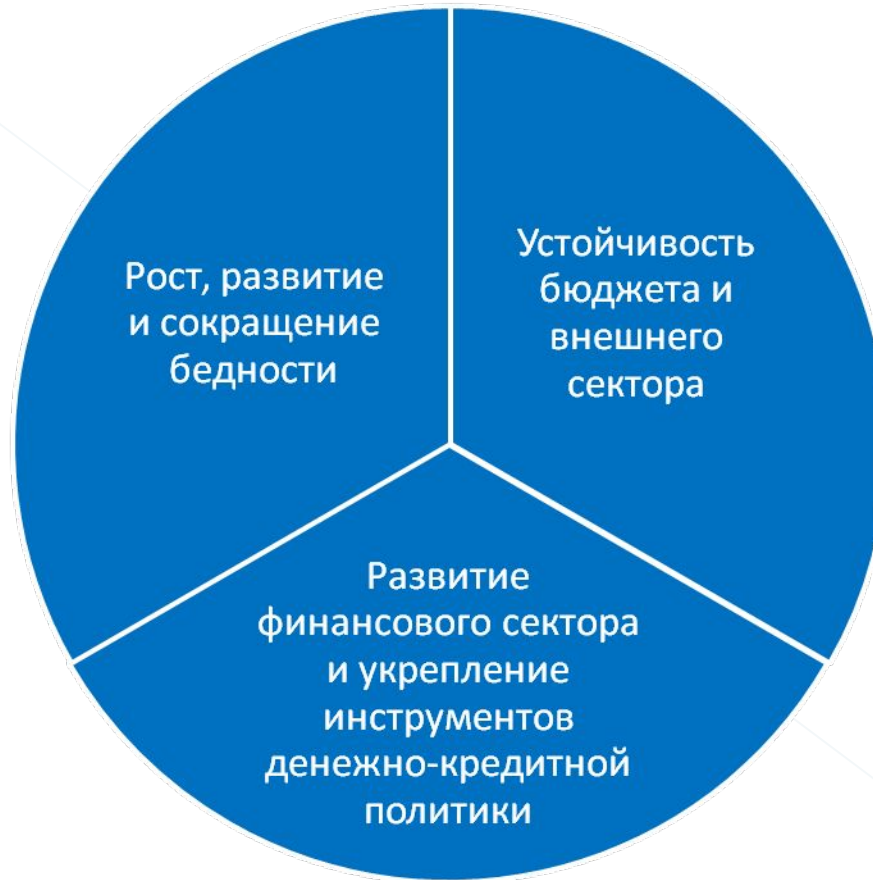 Рост, развитие
и сокращение
бедности
Устойчивость
бюджета и
внешнего
сектора
Развитие
финансового сектора
и укрепление
инструментов
денежно-кредитной
политики